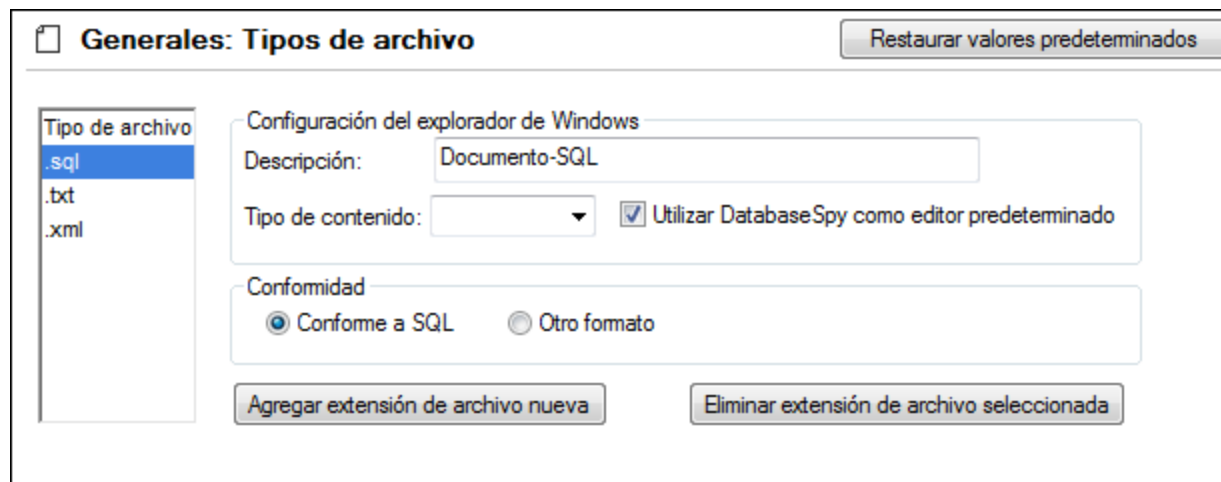 Generales: Tipos de archivo
Restaurar valores predeterminados
Tipo de archivo
.sql
.txt
.xml
Configuración del explorador de Windows
Descripción:
Documento-SQL
Tipo de contenido:
Utilizar DatabaseSpy como editor predeterminado
Conformidad
Conforme a SQL
Otro formato
Agregar extensión de archivo nueva
Eliminar extensión de archivo seleccionada